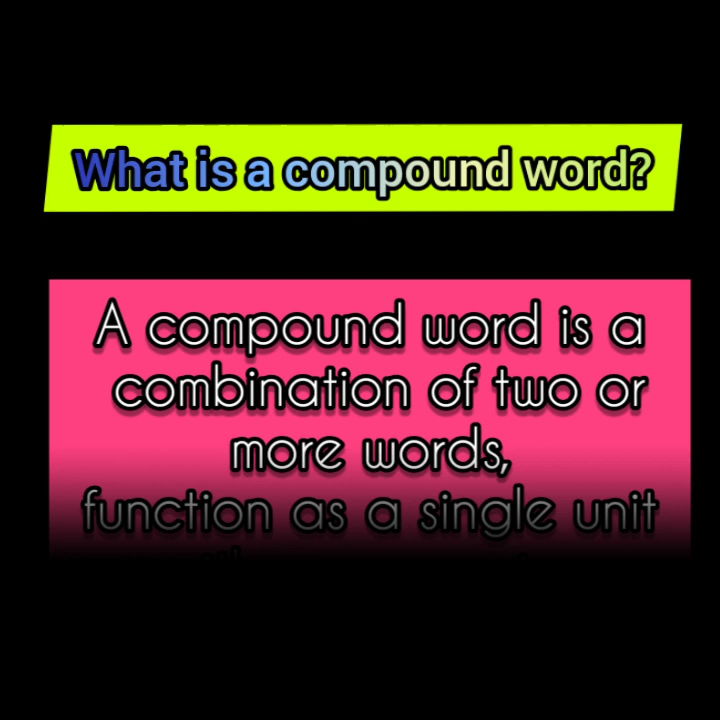 What is a compound word?
A compound word is a
combination of two or
more words,
function as a single unit